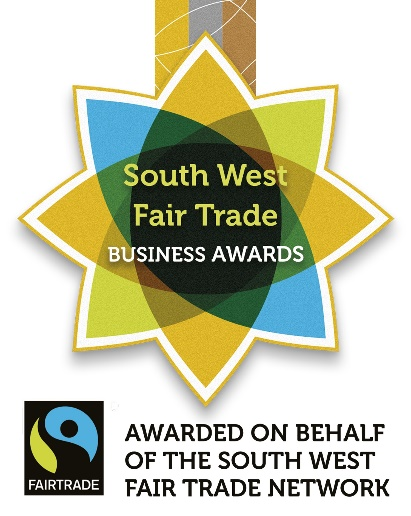 South West
Fair Trade
BUSINESS AWARDS
AWARDED ON BEHALF
OF THE SOUTH WEST
FAIR TRADE NETWORK
FAIRTRADE